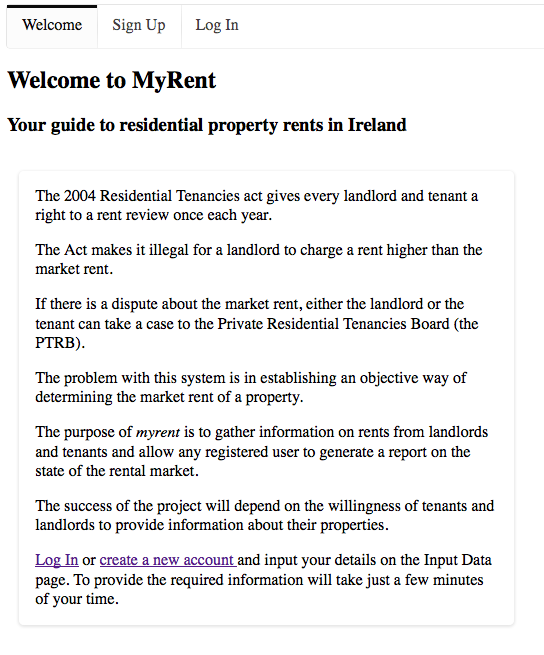 Welcome
Sign Up
Log In
Welcome to MyRent
Your guide to residential property rents in Ireland
The 2004 Residential Tenancies act gives every landlord and tenant a
right to a rent review once each year.
The Act makes it illegal for a landlord to charge a rent higher than the
market rent.
If there is a dispute about the market rent, either the landlord or the
tenant can take a case to the Private Residential Tenancies Board (the
PTRB).
The problem with this system is in establishing an objective way of
determining the market rent of a property.
The purpose of myrent is to gather information on rents from landlords
and tenants and allow any registered user to generate a report on the
state of the rental market.
The success of the project will depend on the willingness of tenants and
landlords to provide information about their properties.
Log In or create a new account and input your details on the Input Data
page. To provide the required information will take just a few minutes
of your time.